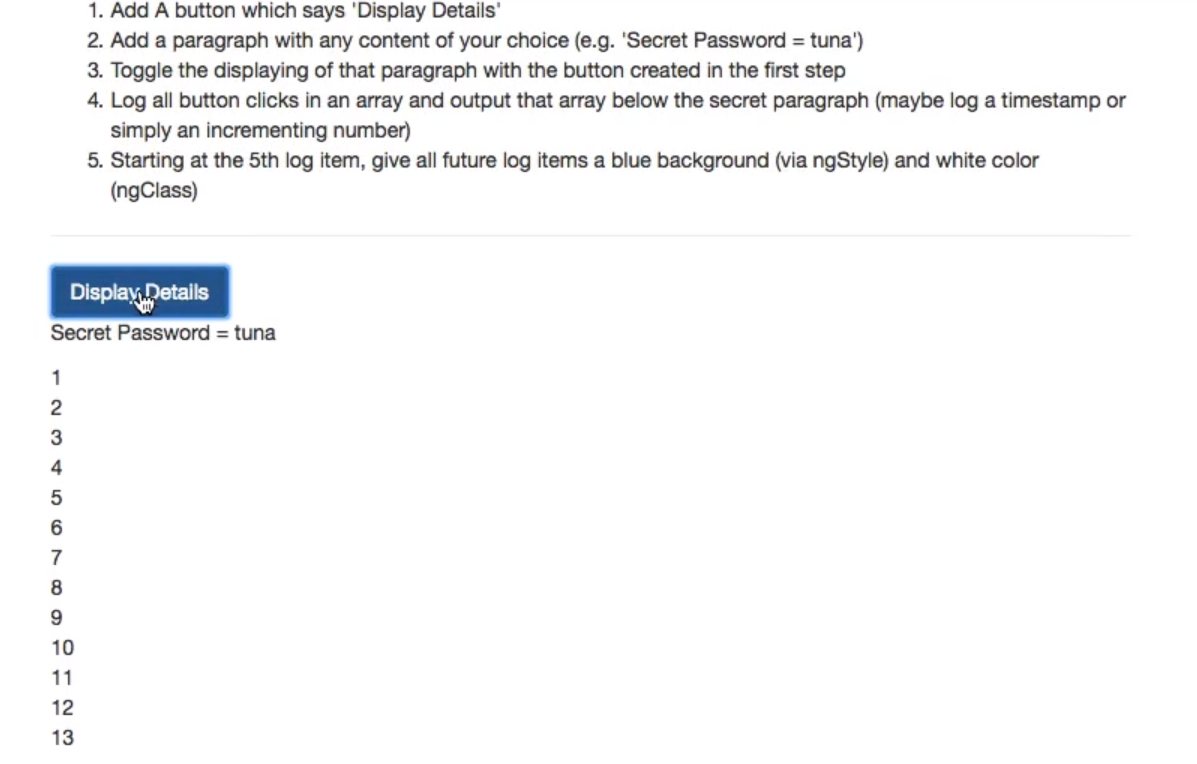 1. Add A button which says 'Display Details'
2. Add a paragraph with any content of your choice (e.g. 'Secret Password = tuna')
3. Toggle the displaying of that paragraph with the button created in the first step
4. Log all button clicks in an array and output that array below the secret paragraph (maybe log a timestamp or
simply an incrementing number)
5. Starting at the 5th log item, give all future log items a blue background (via ngStyle) and white color
(ngClass)
Display Details
Secret Password = tuna
1
2
3
4
5
6
7
8
9
10
11
12
13